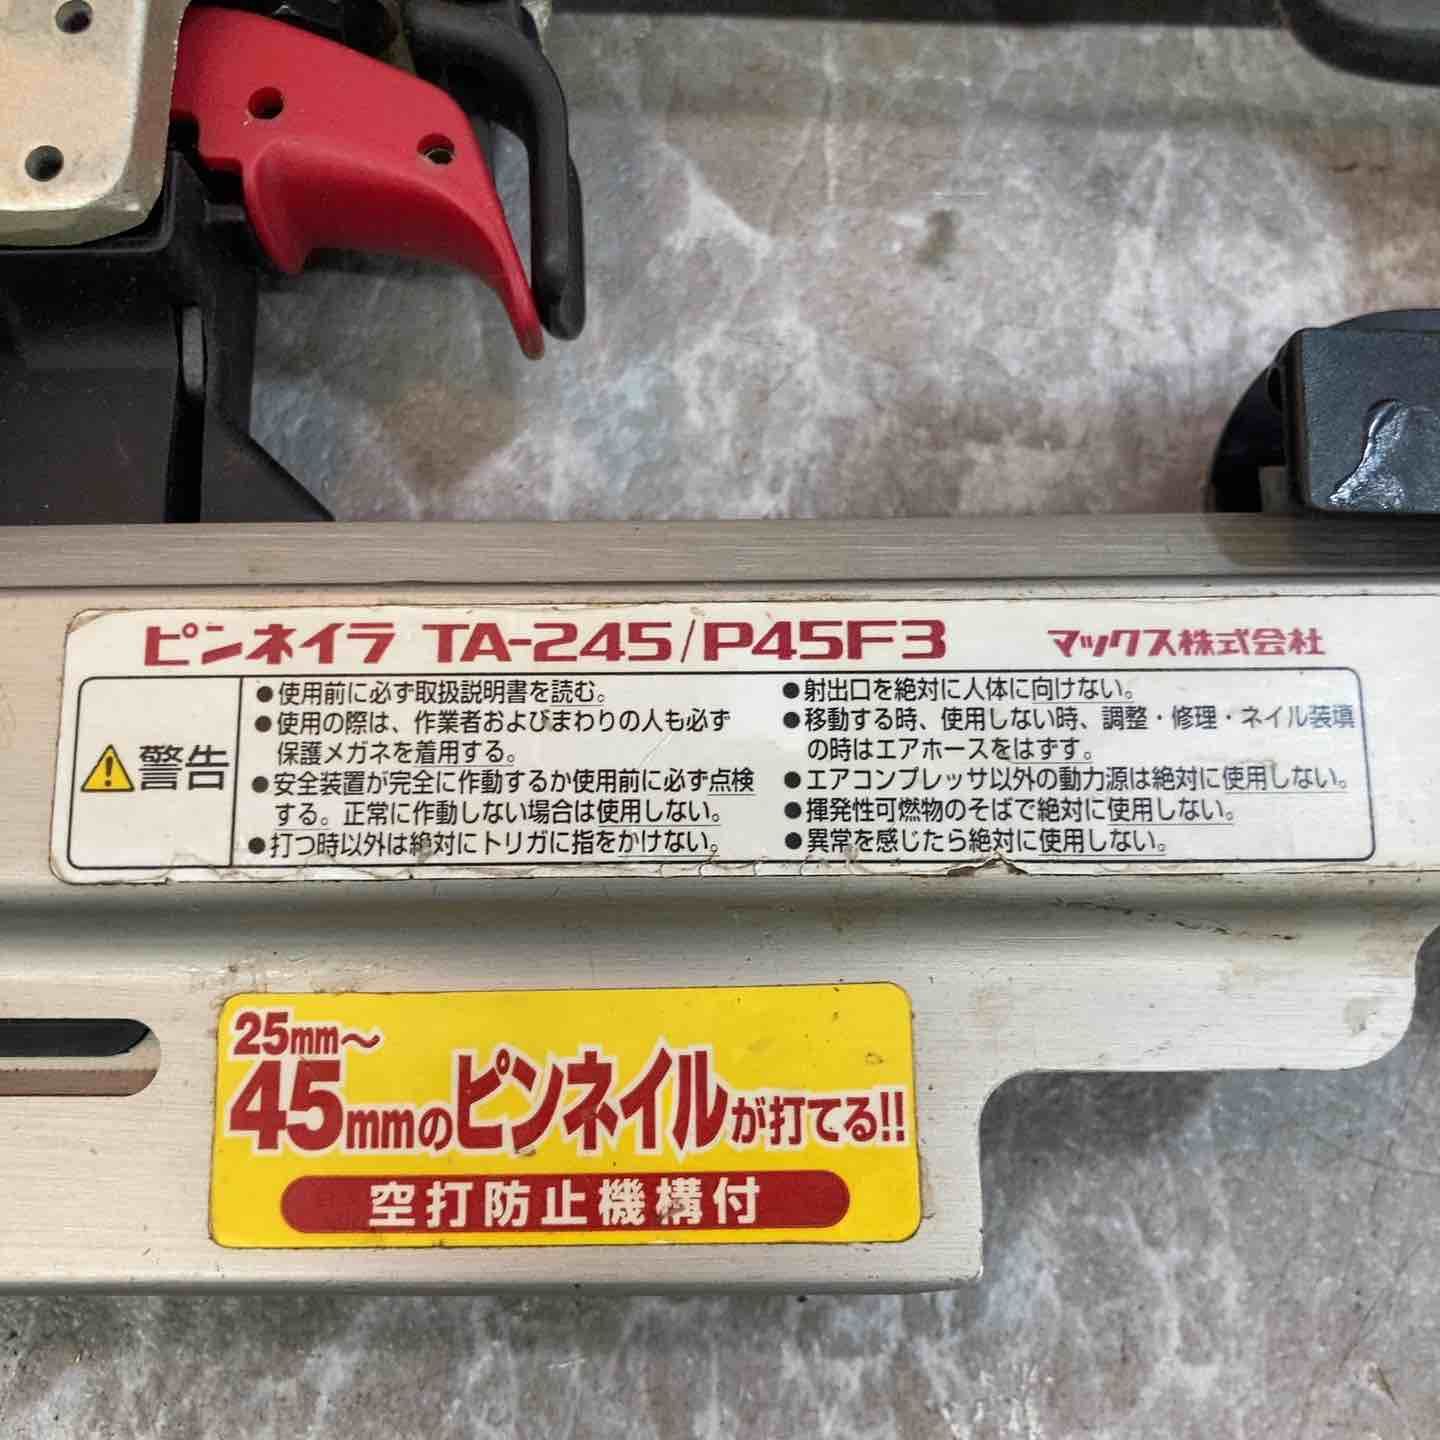 ピンネイラ TA-245/P45F3 マックス株式会社
警告
●使用前に必ず取扱説明書を読む。
●使用の際は、作業者およびまわりの人も必ず
保護メガネを着用する。
●安全装置が完全に作動するか使用前に必ず点検
する。正常に作動しない場合は使用しない。
●打つ時以外は絶対にトリガに指をかけない。
●射出口を絶対に人体に向けない。
●移動する時、使用しない時、調整・修理・ネイル装填
の時はエアホースをはずす。
●エアコンプレッサ以外の動力源は絶対に使用しない。
●揮発性可燃物のそばで絶対に使用しない。
●異常を感じたら絶対に使用しない。
25mm～
45mmのピンネイルが打てる!!
空打防止機構付